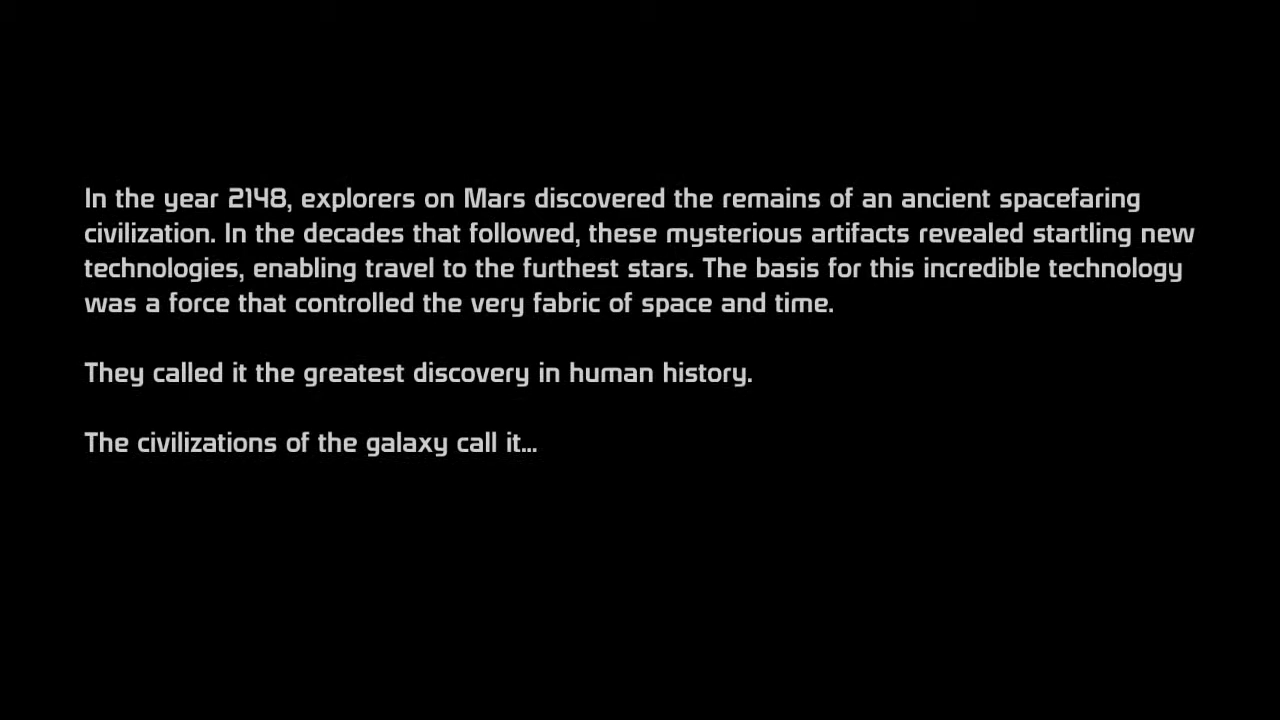 In the year 2148, explorers on Mars discovered the remains of an ancient spacefaring
civilization. In the decades that followed, these mysterious artifacts revealed startling new
technologies, enabling travel to the furthest stars. The basis for this incredible technology
was a force that controlled the very fabric of space and time.
They called it the greatest discovery in human history.
The civilizations of the galaxy call it...